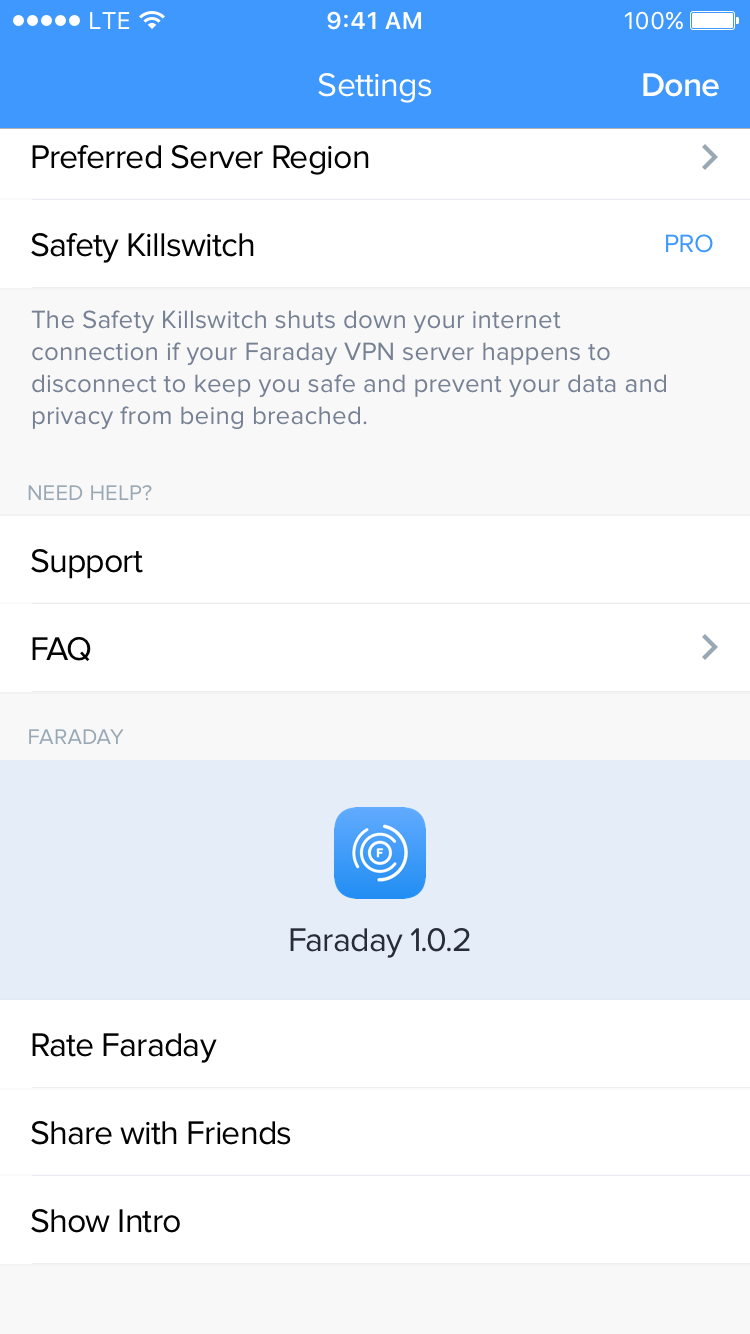 LTE 9:41 AM 100%
Settings Done
Preferred Server Region
Safety Killswitch PRO
The Safety Killswitch shuts down your internet
connection if your Faraday VPN server happens to
disconnect to keep you safe and prevent your data and
privacy from being breached.
NEED HELP?
Support
FAQ
FARADAY
F
Faraday 1.0.2
Rate Faraday
Share with Friends
Show Intro